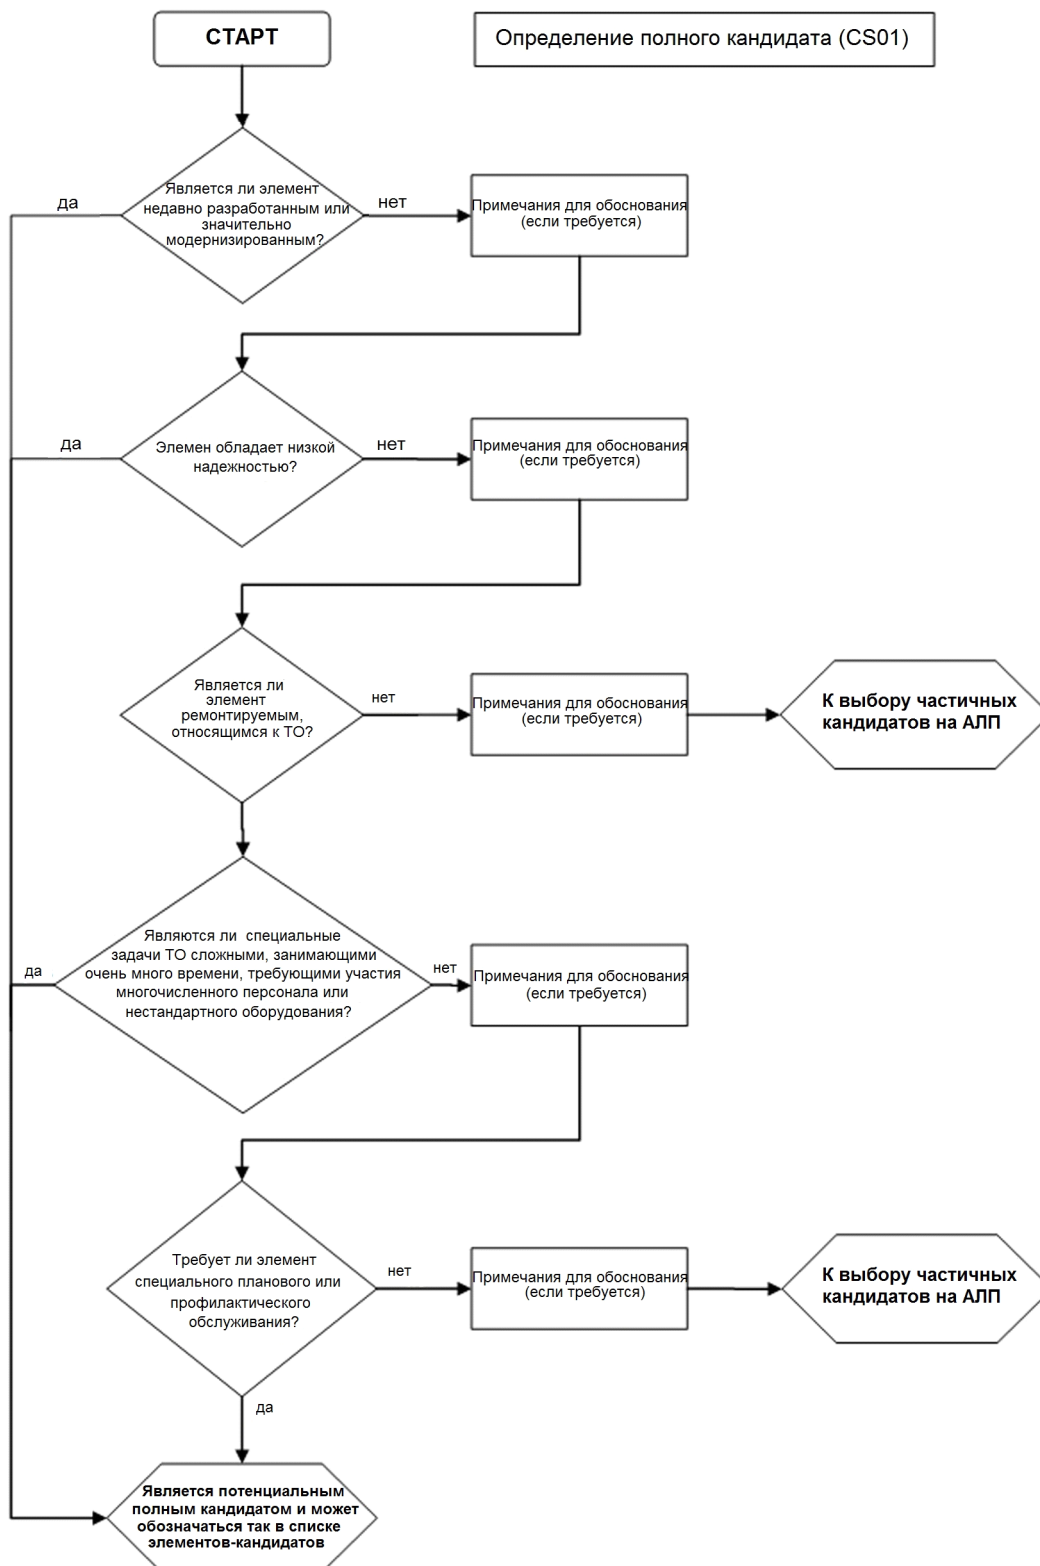 СТАРТ
Определение полного кандидата (CS01)
Является ли элемент
недавно разработанным или
значительно
модернизированным?
да
нет
Примечания для обоснования
(если требуется)
Элемен обладает низкой
надежностью?
да
нет
Примечания для обоснования
(если требуется)
Является ли
элемент
ремонтируемым,
относящимся к ТО?
нет
Примечания для обоснования
(если требуется)
К выбору частичных
кандидатов на АЛП
Являются ли специальные
задачи ТО сложными, занимающими
очень много времени, требующими участия
многочисленного персонала или
нестандартного оборудования?
да
нет
Примечания для обоснования
(если требуется)
Требует ли элемент
специального планового или
профилактического
обслуживания?
нет
Примечания для обоснования
(если требуется)
К выбору частичных
кандидатов на АЛП
да
Является потенциальным
полным кандидатом и может
обозначаться так в списке
элементов-кандидатов